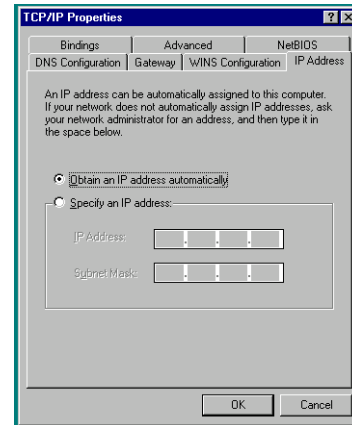 TCP/IP Properties
Bindings Advanced NetBIOS
DNS Configuration Gateway WINS Configuration IP Address
An IP address can be automatically assigned to this computer.
If your network does not automatically assign IP addresses, ask
your network administrator for an address, and then type it in
the space below.
Obtain an IP address automatically
Specify an IP address:
IP Address:
Subnet Mask:
OK Cancel